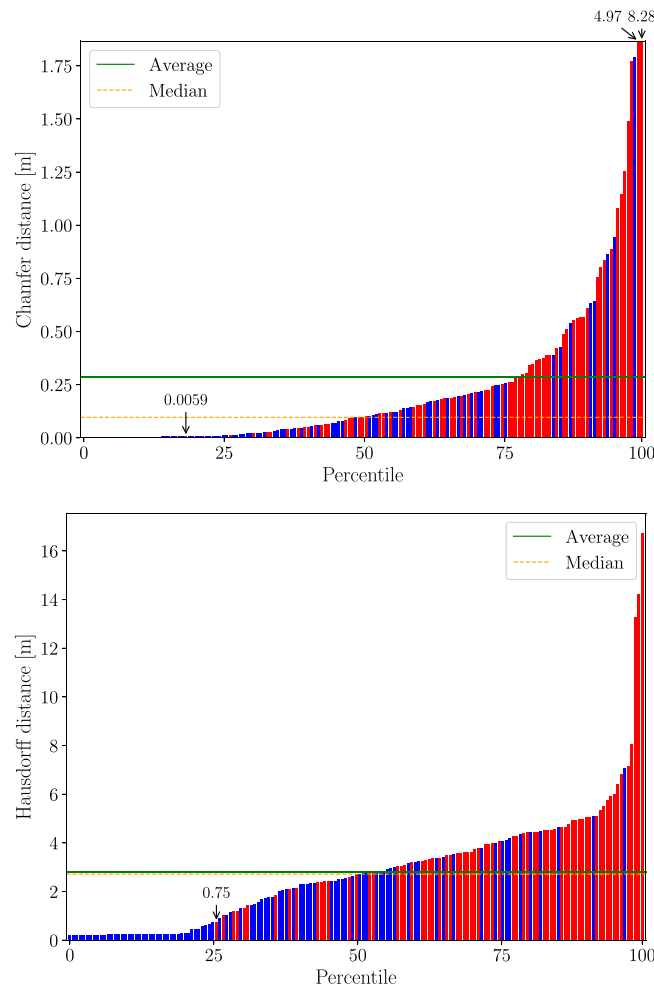 4.97 8.28
1.75
1.50
1.25
1.00
0.75
0.50
0.25
0.00
Chamfer distance [m]
Average
Median
0.0059
0 25 50 75 100
Percentile
16
14
12
10
8
6
4
2
0
Hausdorff distance [m]
Average
Median
0.75
0 25 50 75 100
Percentile